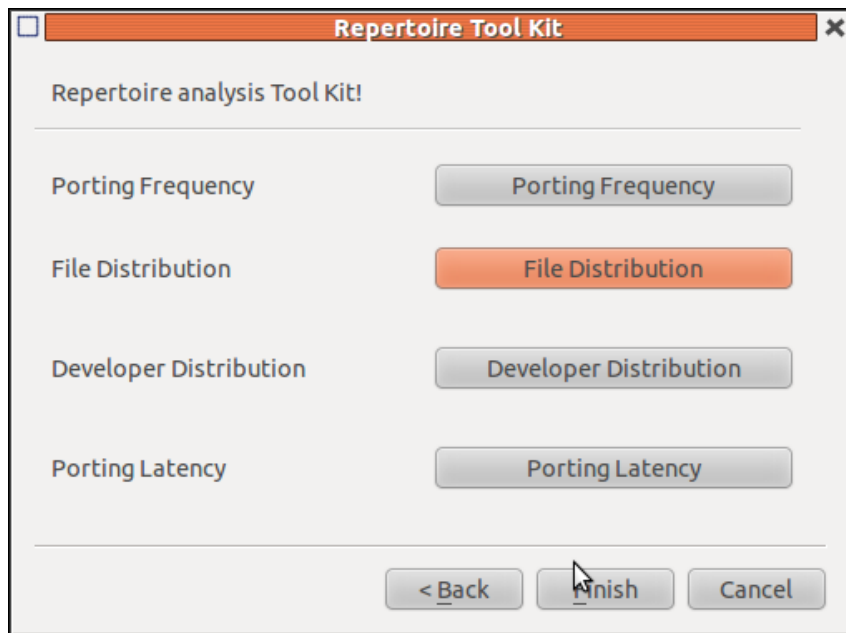 Repertoire Tool Kit
Repertoire analysis Tool Kit!
Porting Frequency Porting Frequency
File Distribution File Distribution
Developer Distribution Developer Distribution
Porting Latency Porting Latency
< Back Finish Cancel